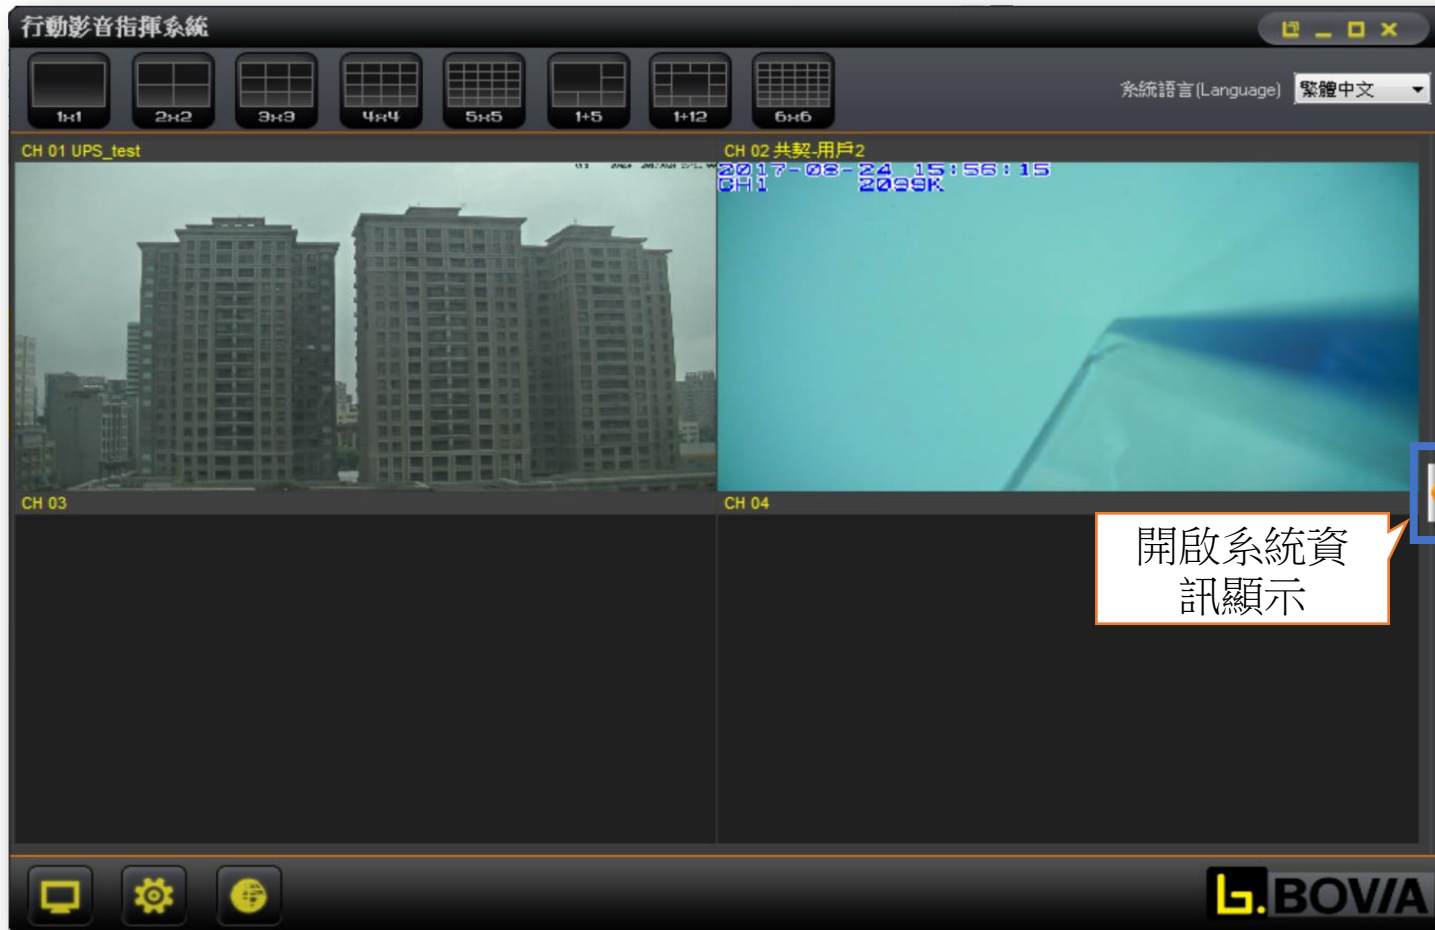 行動影音指揮系統
1x1
2x2
3x3
4x4
5x5
1+5
1+12
6x6
系統語言(Language)
繁體中文
CH 01 UPS_test
CH 02 共契-用戶2
2017-08-24 15:56:15
CH1 2099K
CH 03
CH 04
開啟系統資
訊顯示
b.BOVIA